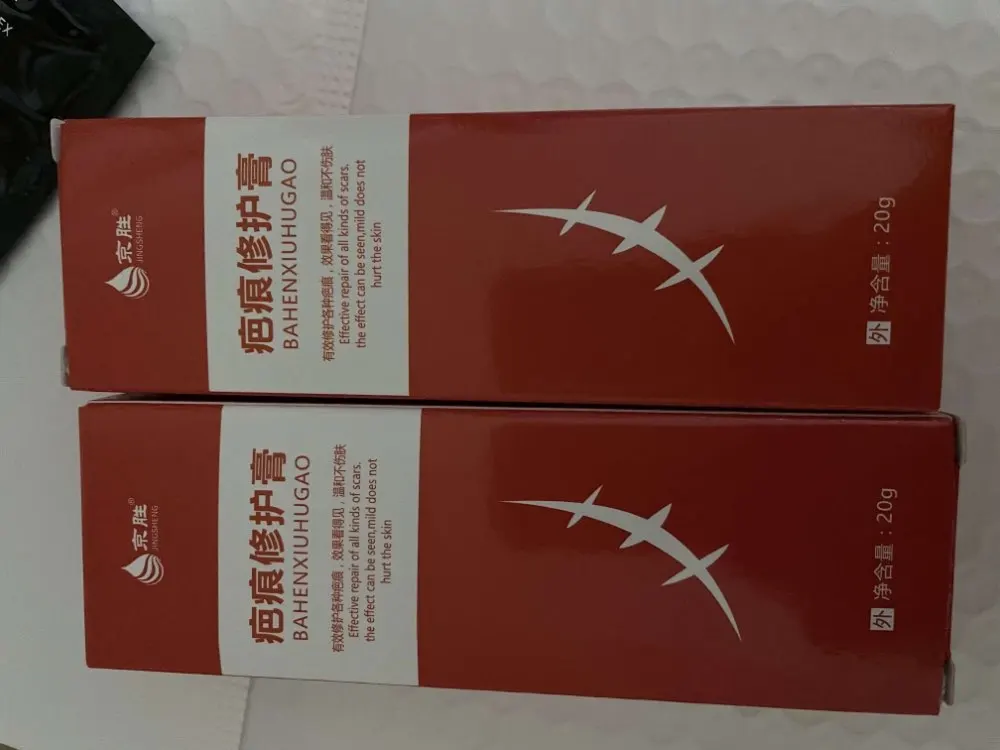 京胜®
JINGSHENG
疤痕修护膏
BAHENXIUHUGAO
有效修护各种疤痕，效果看得见，温和不伤肤
Effective repair of all kinds of scars,
the effect can be seen,mild does not
hurt the skin
外 净含量：20g
京胜®
JINGSHENG
疤痕修护膏
BAHENXIUHUGAO
有效修护各种疤痕，效果看得见，温和不伤肤
Effective repair of all kinds of scars.
the effect can be seen,mild does not
hurt the skin
外 净含量：20g